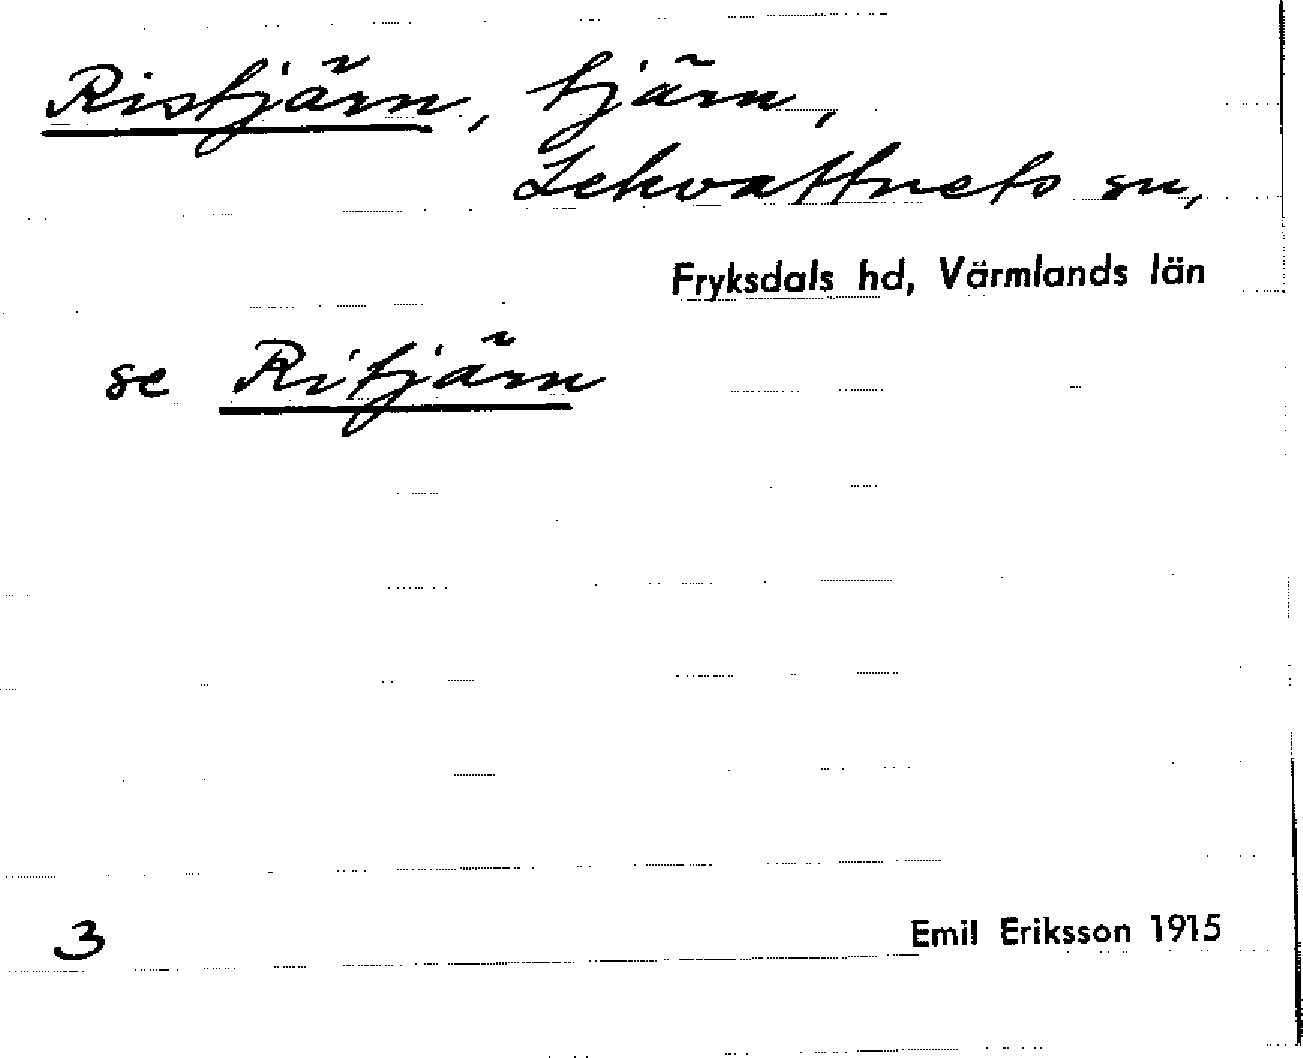 Ristjärn, tjärn,
Lekvattnets sn,
Fryksdals hd, Värmlands län
se Ritjärn
3
Emil Eriksson 1915